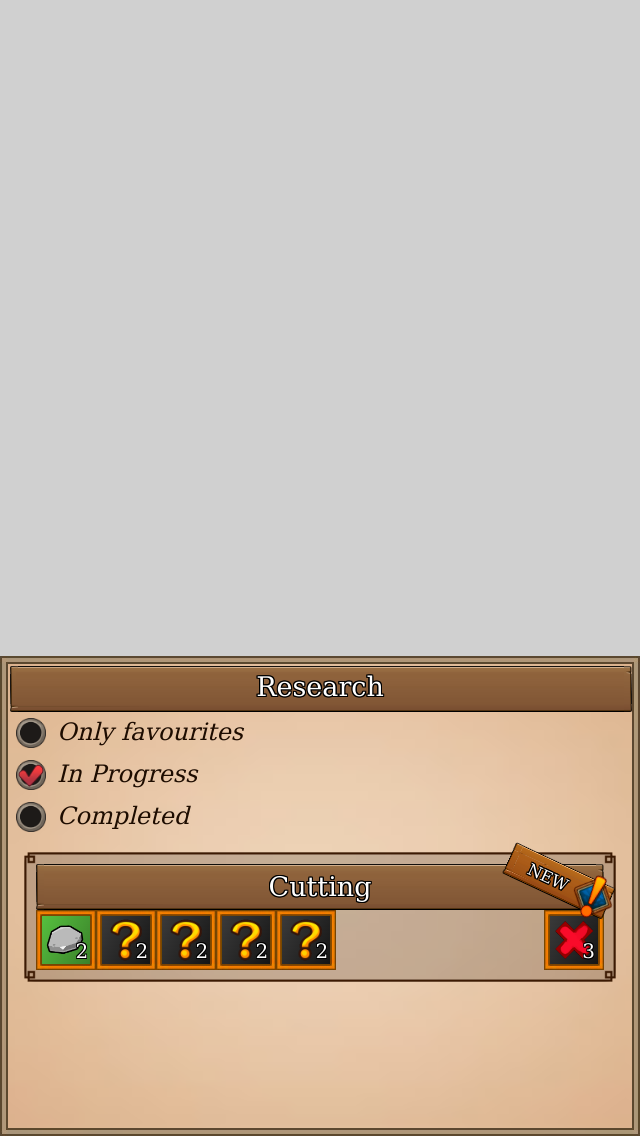 Research
Only favourites
In Progress
Completed
NEW
Cutting
2 ?2 ?2 ?2 ?2 3